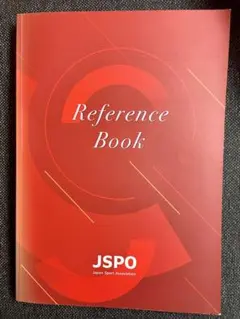 Reference
Book
JSPO
Japan Sport Association